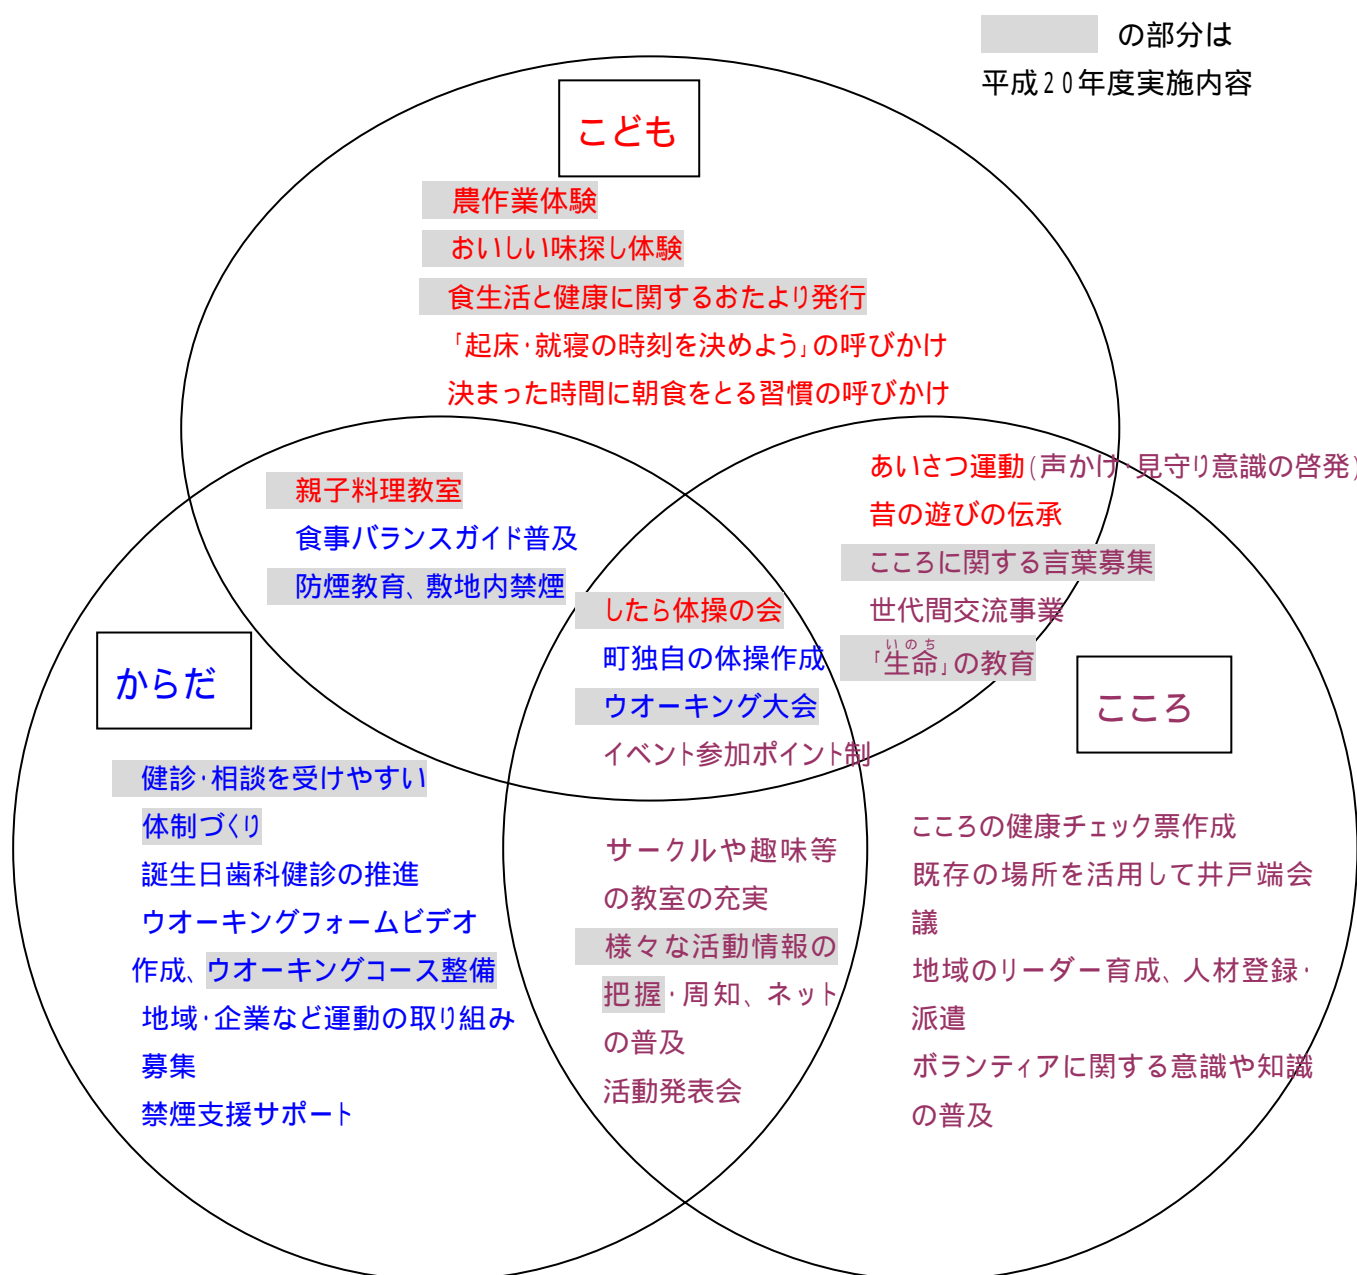 の部分は
平成20年度実施内容
こども
農作業体験
おいしい味探し体験
食生活と健康に関するおたより発行
「起床・就寝の時刻を決めよう」の呼びかけ
決まった時間に朝食をとる習慣の呼びかけ
親子料理教室
食事バランスガイド普及
防煙教育、敷地内禁煙
あいさつ運動(声かけ・見守り意識の啓発)
昔の遊びの伝承
こころに関する言葉募集
世代間交流事業
いのち
「生命」の教育
したら体操の会
町独自の体操作成
ウオーキング大会
イベント参加ポイント制
からだ
健診・相談を受けやすい
体制づくり
誕生日歯科健診の推進
ウオーキングフォームビデオ
作成、ウオーキングコース整備
地域・企業など運動の取り組み
募集
禁煙支援サポート
サークルや趣味等
の教室の充実
様々な活動情報の
把握・周知、ネット
の普及
活動発表会
こころ
こころの健康チェック票作成
既存の場所を活用して井戸端会
議
地域のリーダー育成、人材登録・
派遣
ボランティアに関する意識や知識
の普及